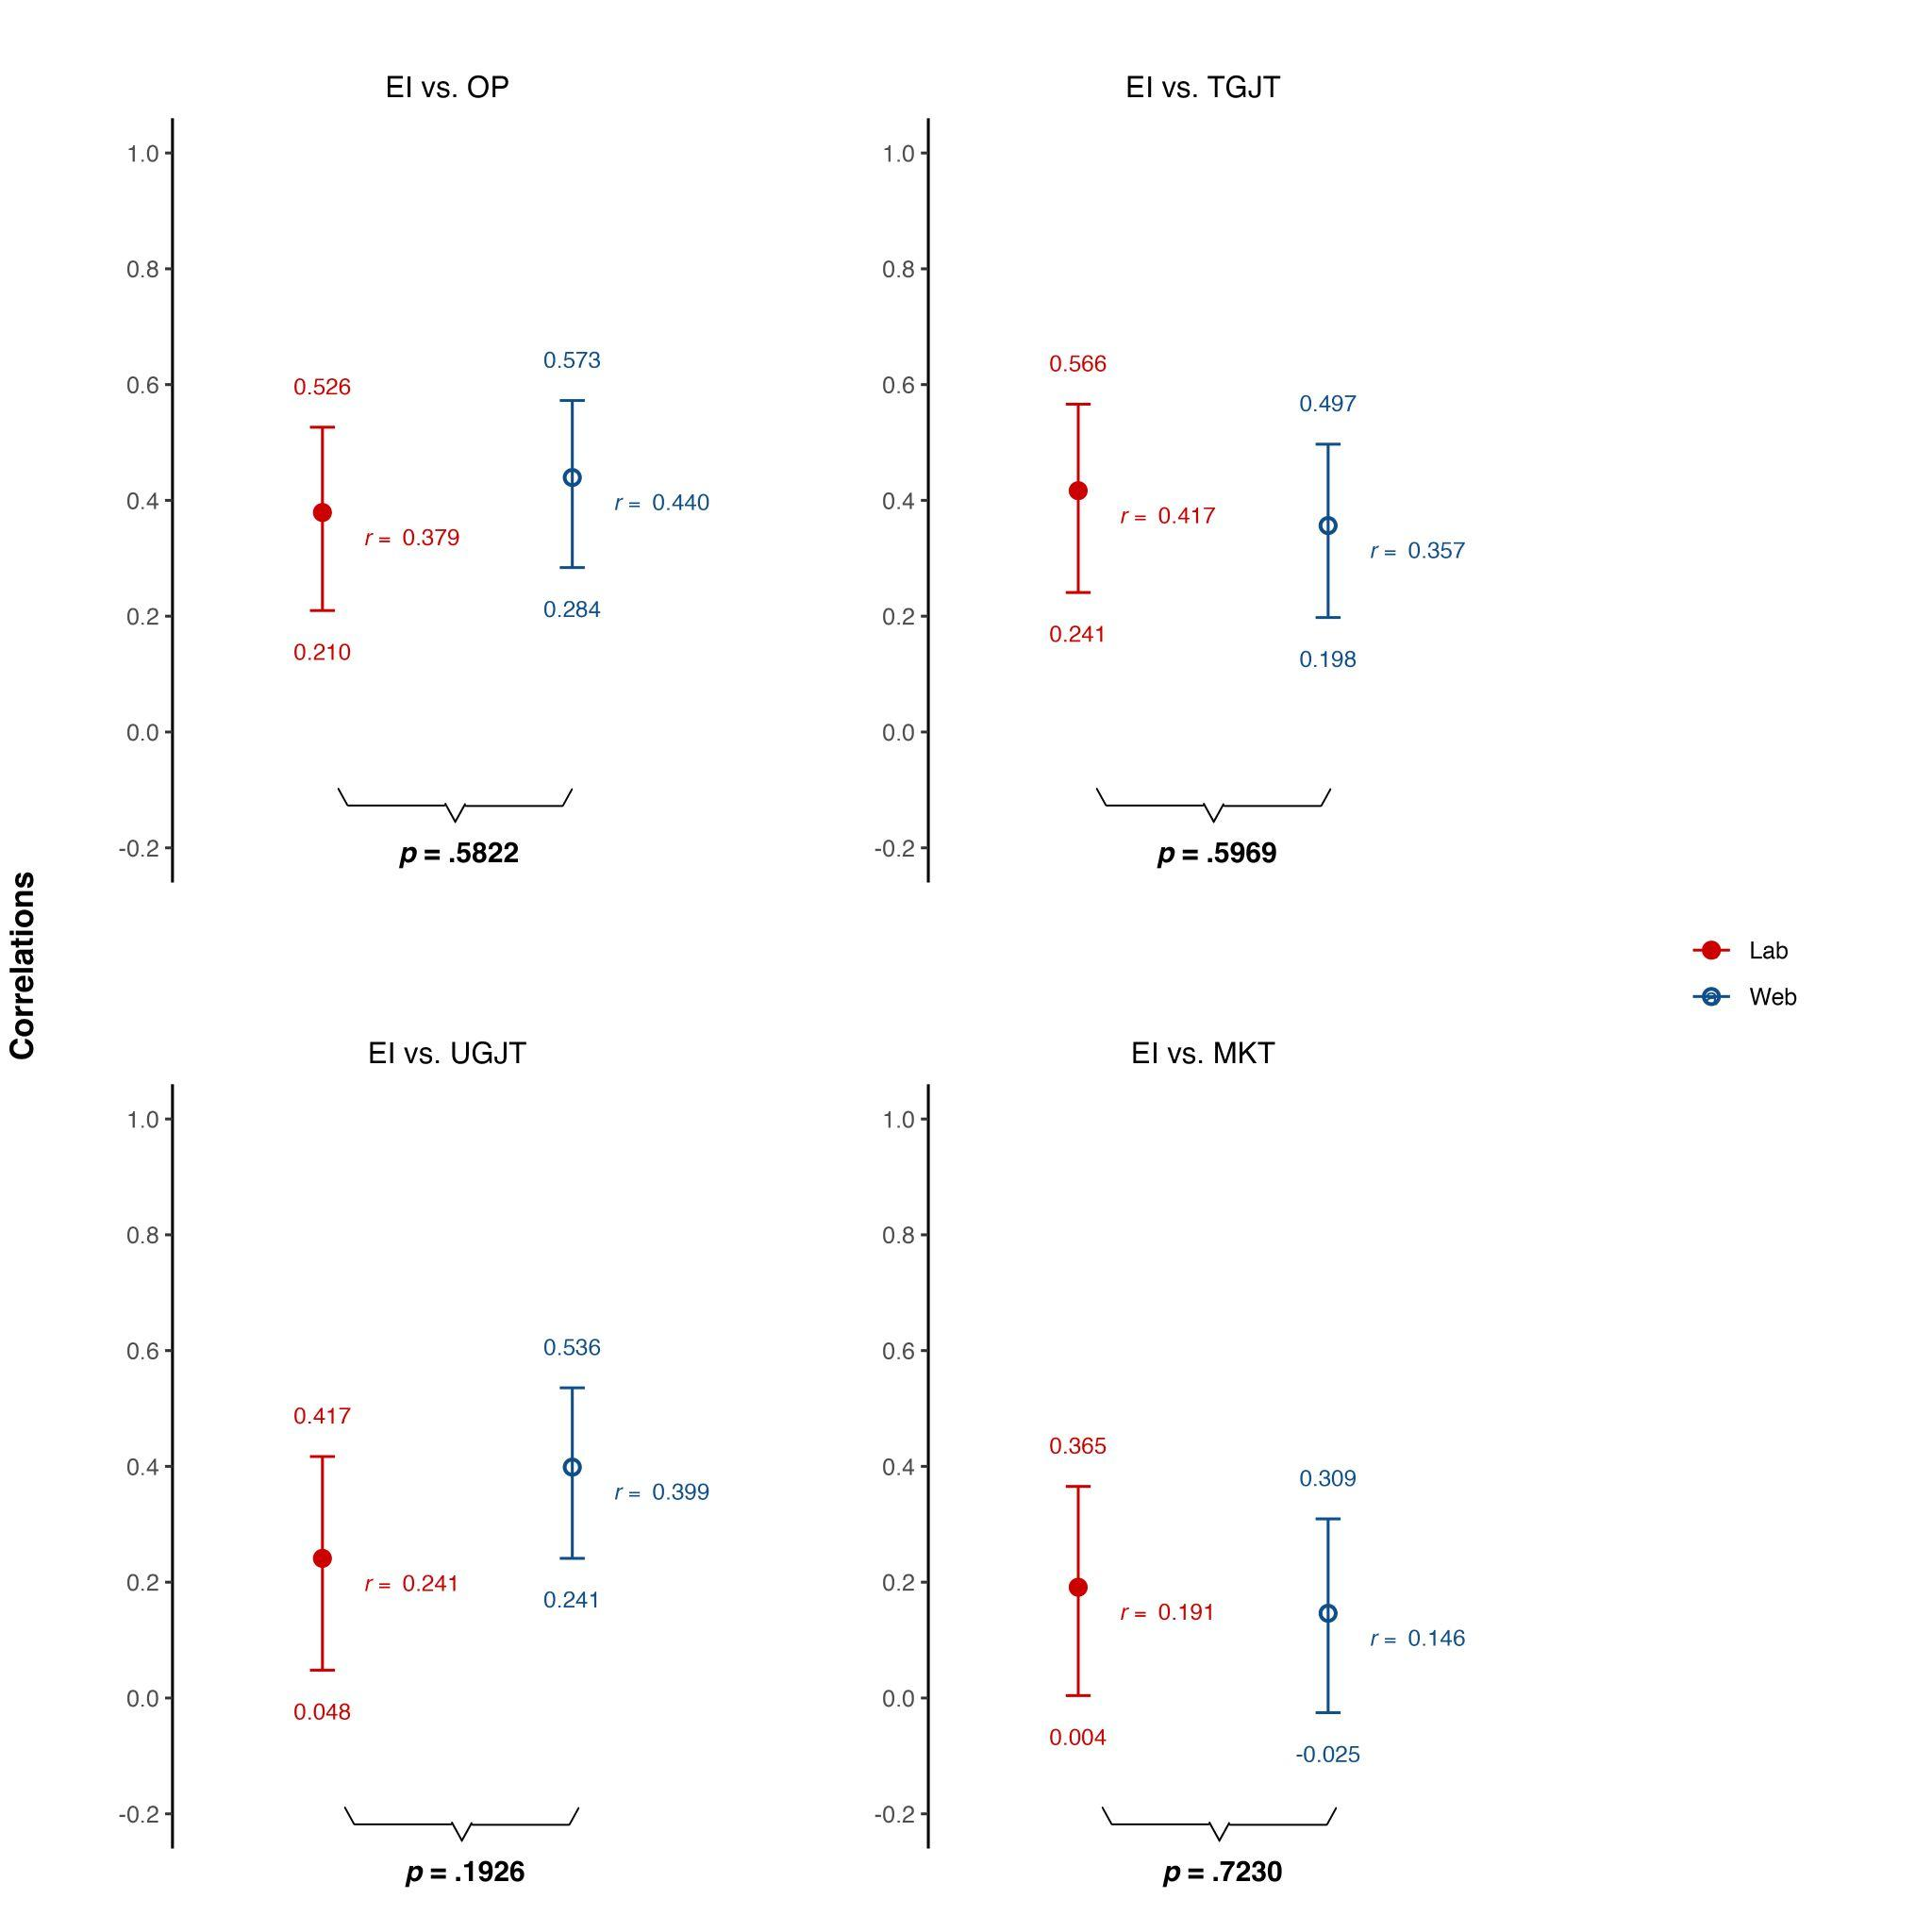 EI vs. OP
1.0
0.8
0.6
0.4
0.2
0.0
-0.2
0.526
r = 0.379
0.210
0.573
r = 0.440
0.284
p = .5822
EI vs. TGJT
1.0
0.8
0.6
0.4
0.2
0.0
-0.2
0.566
r = 0.417
0.241
0.497
r = 0.357
0.198
p = .5969
Correlations
Lab
Web
EI vs. UGJT
1.0
0.8
0.6
0.4
0.2
0.0
-0.2
0.417
r = 0.241
0.048
0.536
r = 0.399
0.241
p = .1926
EI vs. MKT
1.0
0.8
0.6
0.4
0.2
0.0
-0.2
0.365
r = 0.191
0.004
0.309
r = 0.146
-0.025
p = .7230